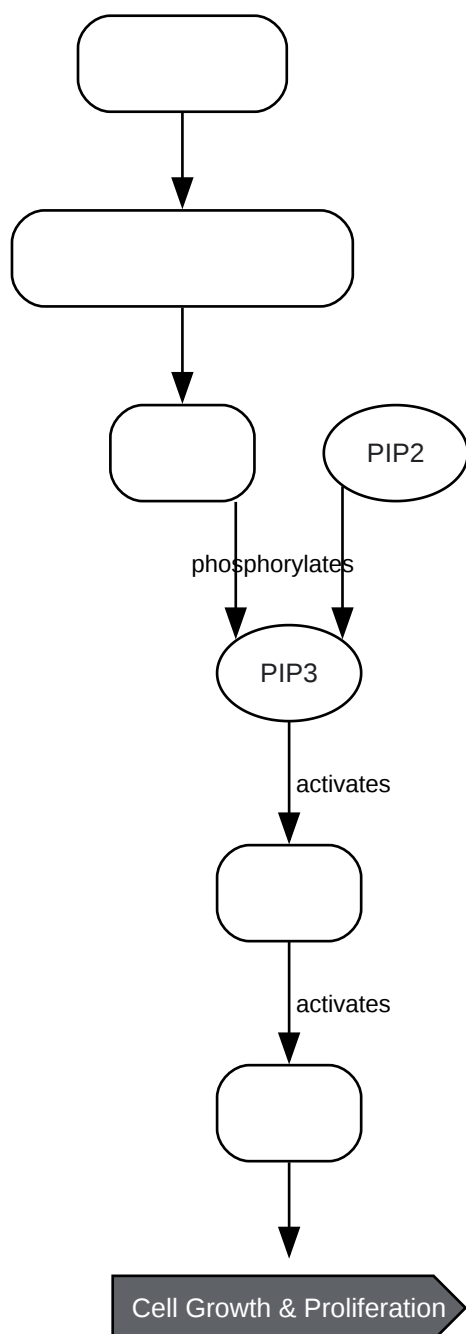 PIP2
phosphorylates
PIP3
activates
activates
Cell Growth & Proliferation